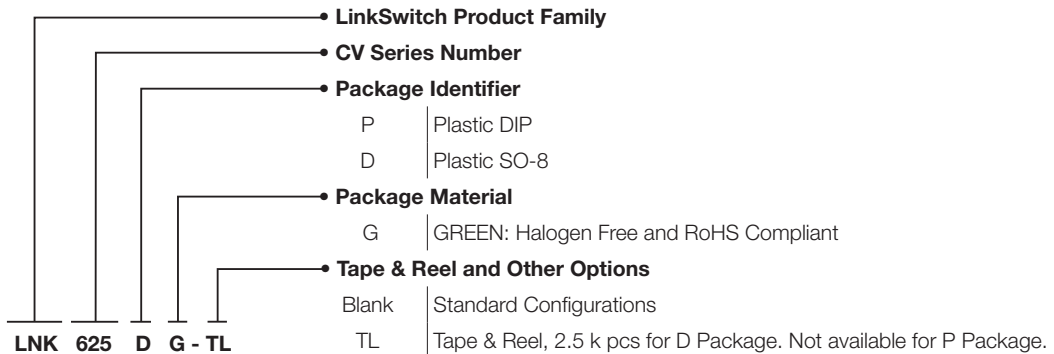 LinkSwitch Product Family
CV Series Number
Package Identifier
P Plastic DIP
D Plastic SO-8
Package Material
G GREEN: Halogen Free and RoHS Compliant
Tape & Reel and Other Options
Blank Standard Configurations
TL Tape & Reel, 2.5 k pcs for D Package. Not available for P Package.
LNK 625 D G - TL